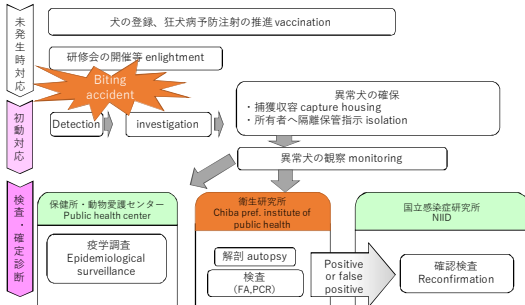 未発生時対応
犬の登録、狂犬病予防注射の推進 vaccination
研修会の開催等 enlightment
Biting
accident
初動対応
Detection
investigation
異常犬の確保
・捕獲収容 capture housing
・所有者へ隔離保管指示 isolation
異常犬の観察 monitoring
検査・確定診断
保健所・動物愛護センター
Public health center
疫学調査
Epidemiological
surveillance
衛生研究所
Chiba pref. institute of
public health
解剖 autopsy
検査
(FA,PCR)
Positive
or false
positive
国立感染症研究所
NIID
確認検査
Reconfirmation